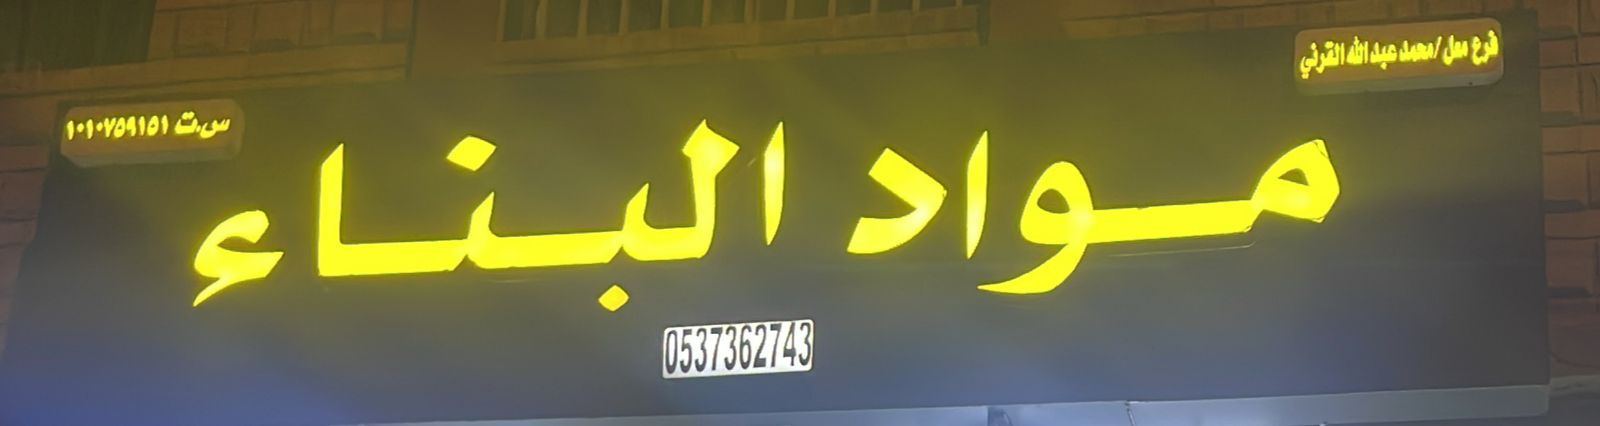 فرع محل /محمد عبد الله القرني
مواد البناء
س.ت ١٠١٠٧٥٩١٥١
0537362743